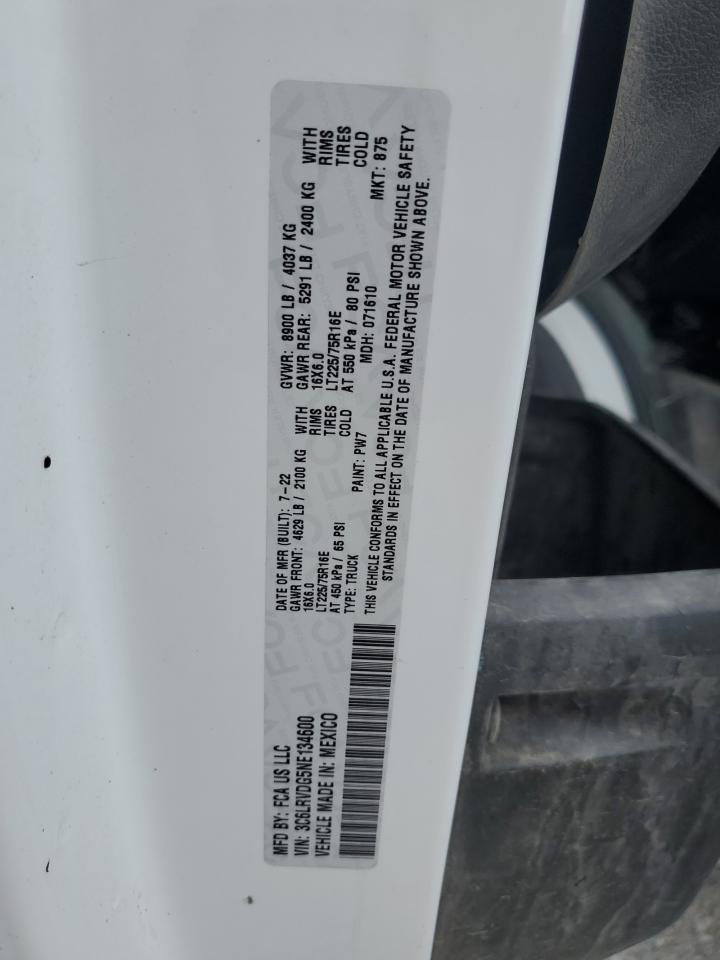 MFD BY: FCA US LLC
DATE OF MFR (BUILT): 7-22
GVWR: 8900 LB / 4037 KG
VIN: 3C6LRVDG5NE134600
GAWR FRONT: 4629 LB / 2100 KG WITH
GAWR REAR: 5291 LB / 2400 KG WITH
VEHICLE MADE IN: MEXICO
16X6.0 RIMS
16X6.0 RIMS
LT225/75R16E TIRES
LT225/75R16E TIRES
AT 450 kPa / 65 PSI COLD
AT 550 kPa / 80 PSI COLD
TYPE: TRUCK PAINT: PW7 MDH: 071610 MKT: 875
THIS VEHICLE CONFORMS TO ALL APPLICABLE U.S.A. FEDERAL MOTOR VEHICLE SAFETY
STANDARDS IN EFFECT ON THE DATE OF MANUFACTURE SHOWN ABOVE.